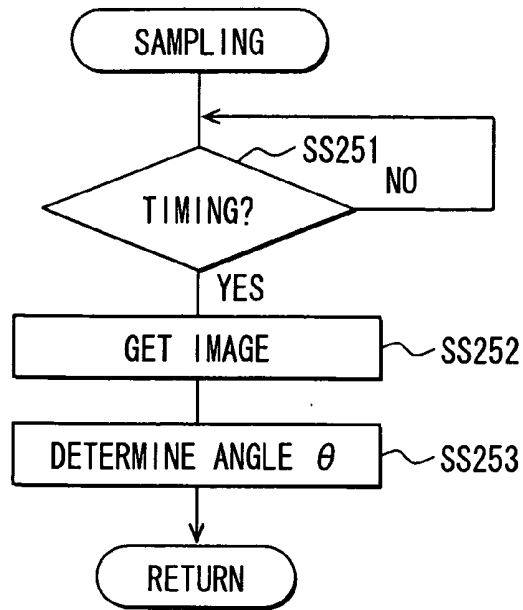 SAMPLING
SS251
NO
TIMING?
YES
GET IMAGE
SS252
DETERMINE ANGLE θ
SS253
RETURN